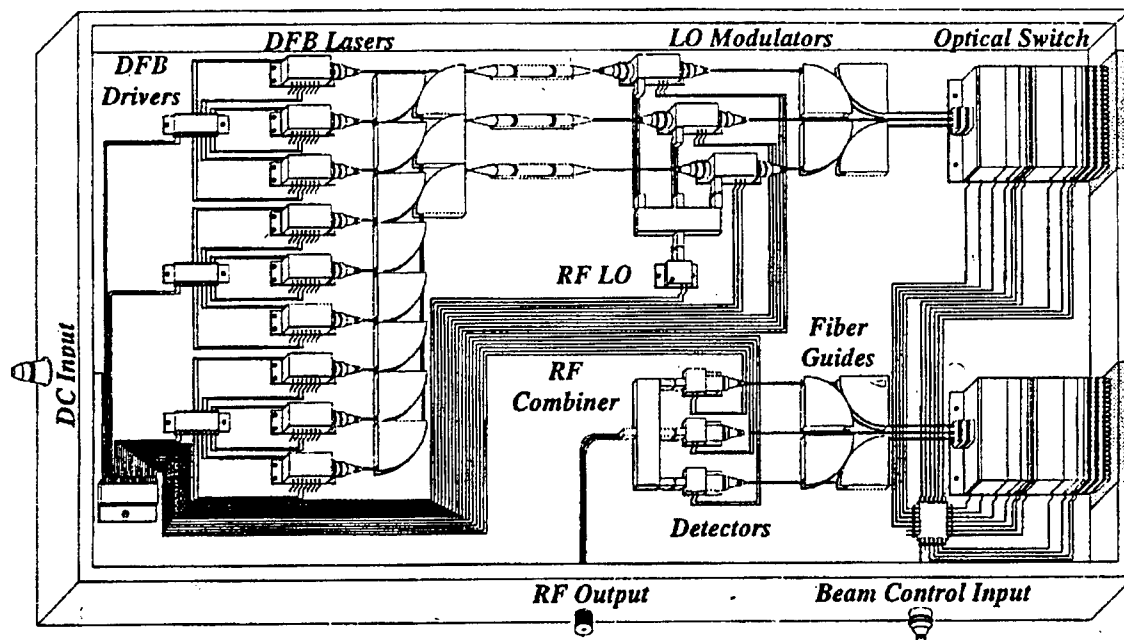 DFB Lasers
LO Modulators
Optical Switch
DFB
Drivers
RF LO
Fiber
Guides
RF
Combiner
DC Input
Detectors
RF Output
Beam Control Input